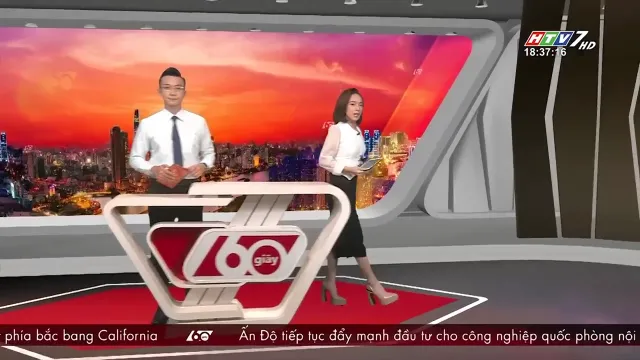 HTV7 HD
18:37:16
60
giây
phía bắc bang California 60 Ấn Độ tiếp tục đẩy mạnh đầu tư cho công nghiệp quốc phòng nội